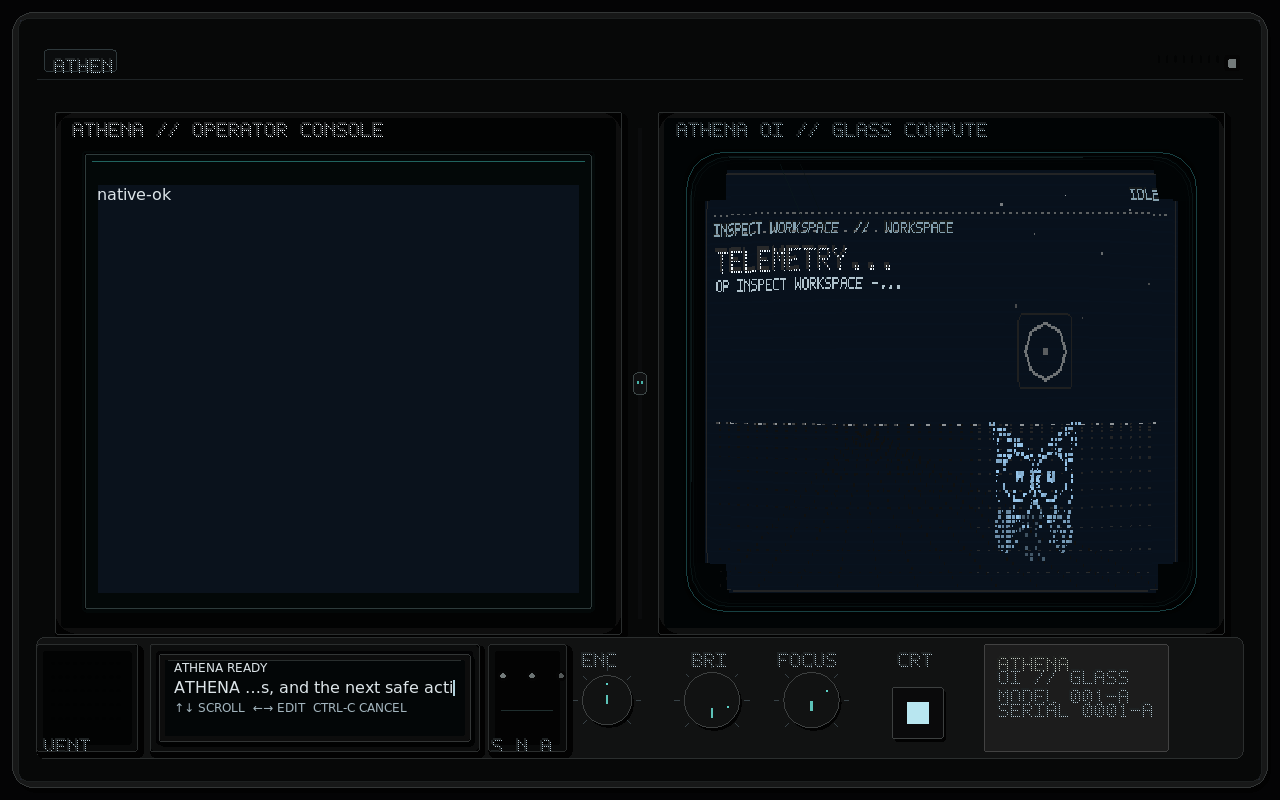 ATHEN
ATHENA // OPERATOR CONSOLE
native-ok
ATHENA OI // GLASS COMPUTE
IDLE
INSPECT WORKSPACE // WORKSPACE
TELEMETRY...
OP INSPECT WORKSPACE -...
VENT
ATHENA READY
ATHENA ...s, and the next safe acti
↑↓ SCROLL ←→ EDIT CTRL-C CANCEL
S N A
ENC
BRI
FOCUS
CRT
ATHENA
OI // GLASS
MODEL 001-A
SERIAL 0001-A